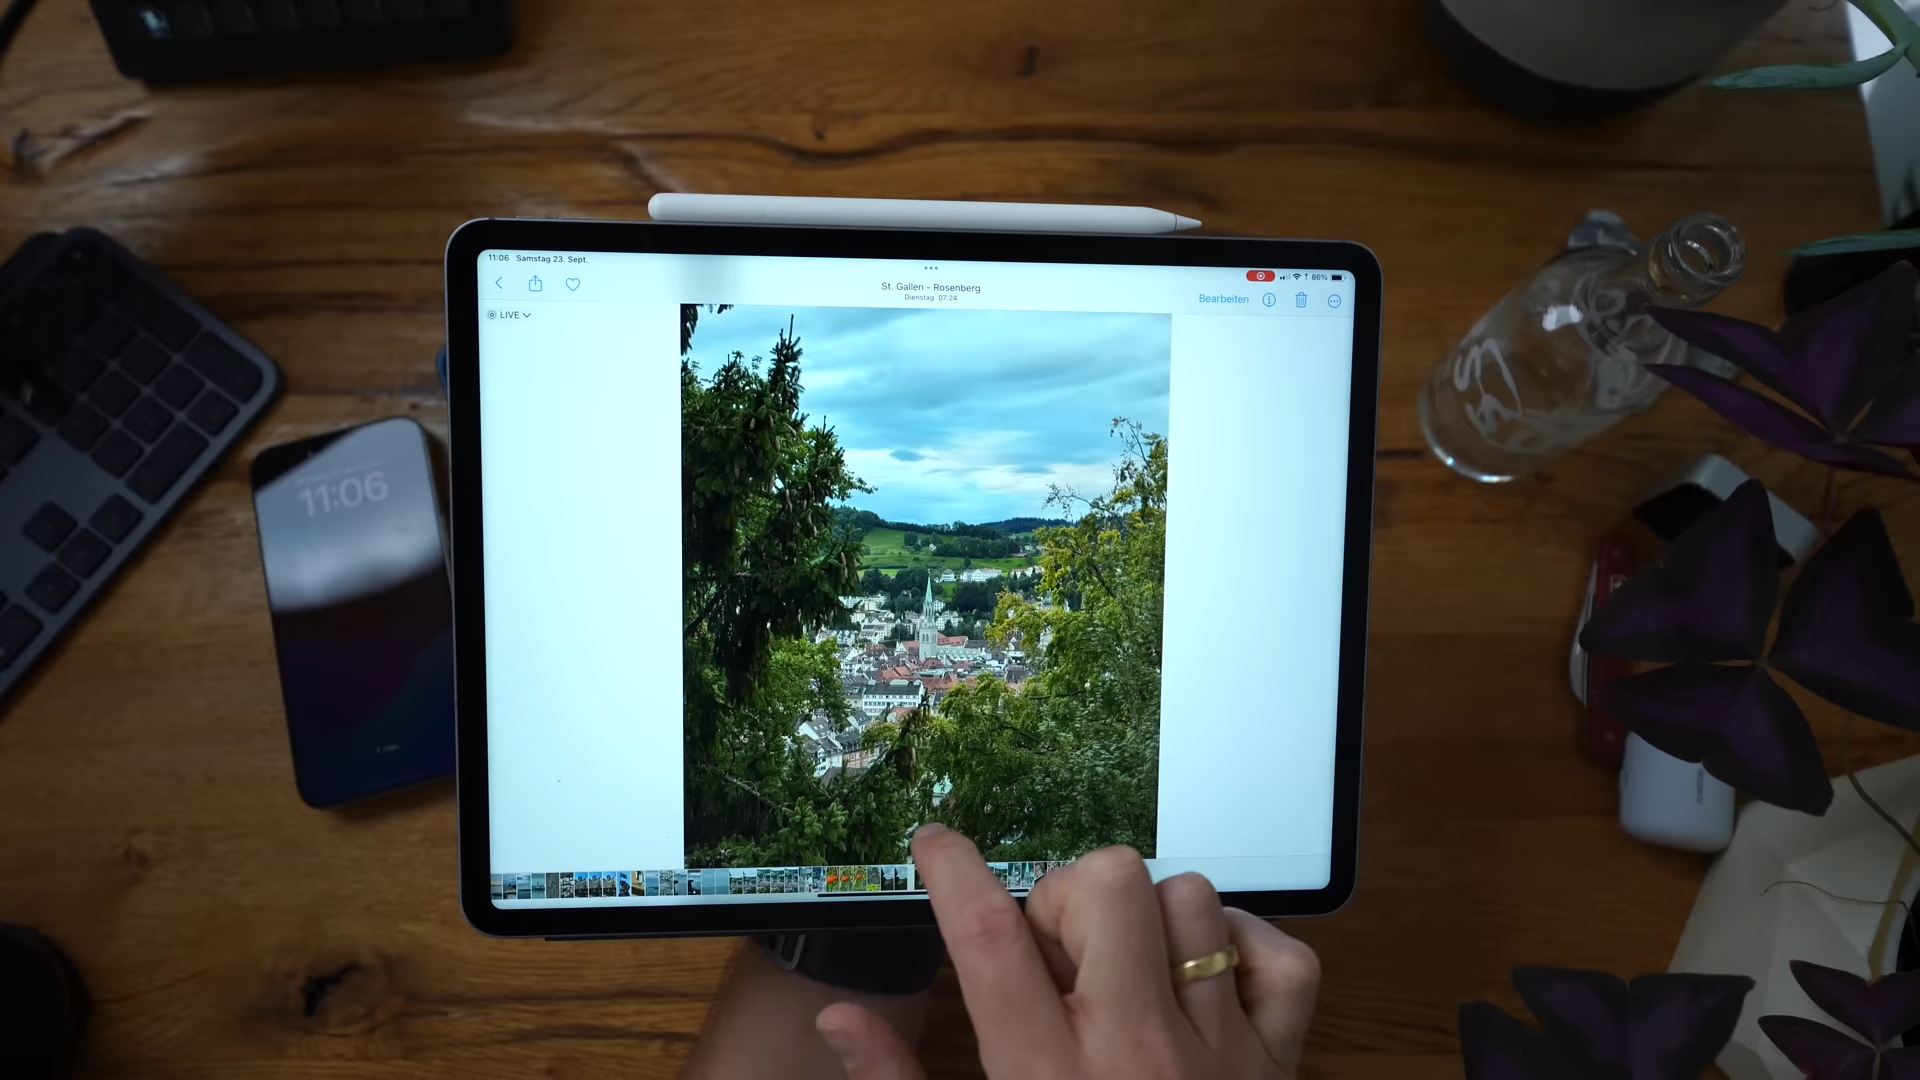 11:06 Samstag 23. Sept.
86%
St. Gallen - Rosenberg
Dienstag 07:24
Bearbeiten
LIVE
11:06